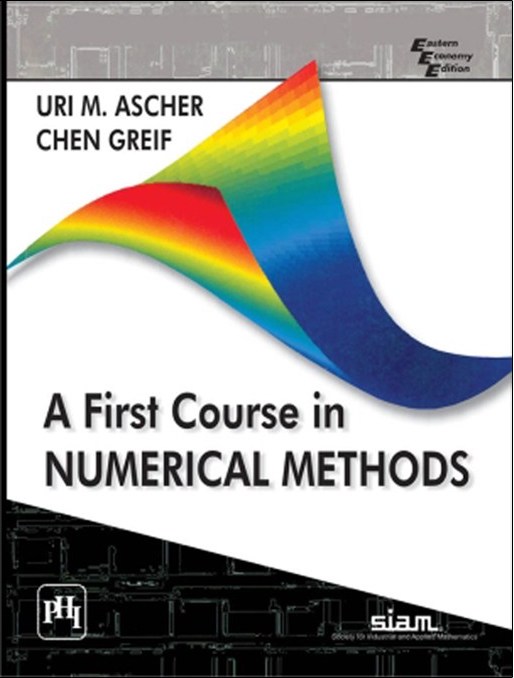 Eastern
Economy
Edition
URI M. ASCHER
CHEN GREIF
A First Course in
NUMERICAL METHODS
PHI
siam
Society for Industrial and Applied Mathematics